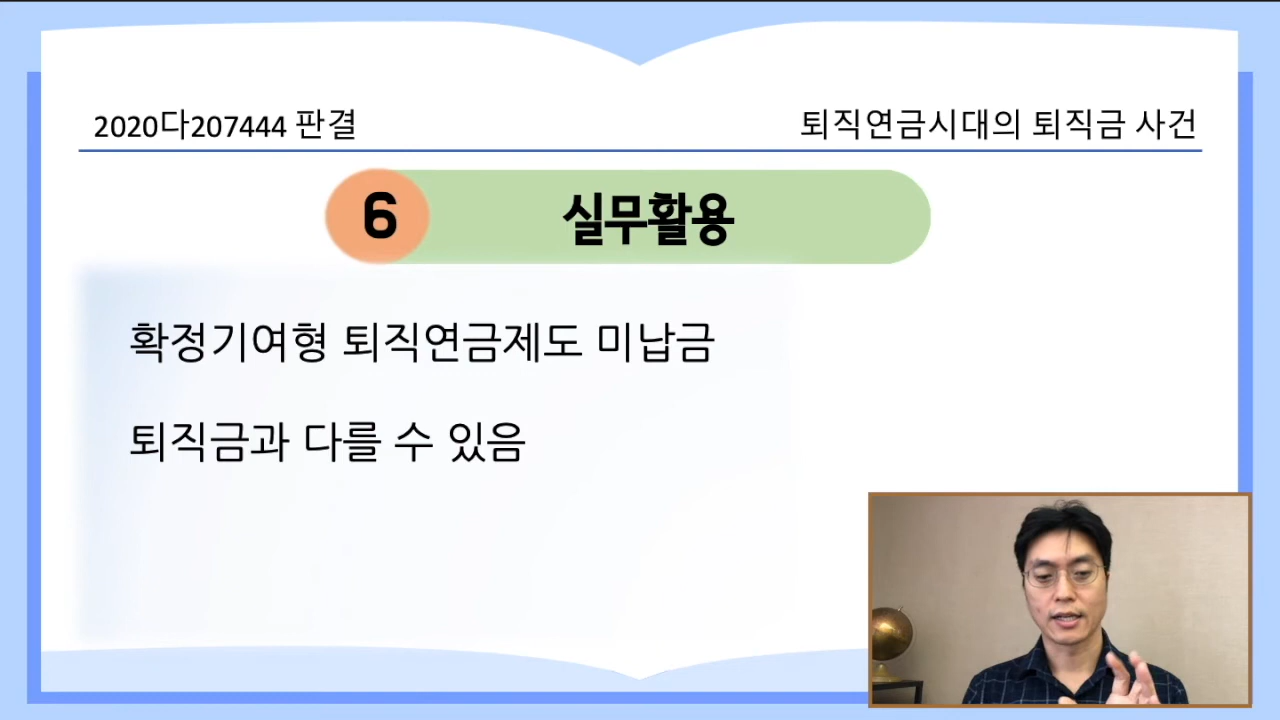 2020다207444 판결
퇴직연금시대의 퇴직금 사건
6 실무활용
확정기여형 퇴직연금제도 미납금
퇴직금과 다를 수 있음